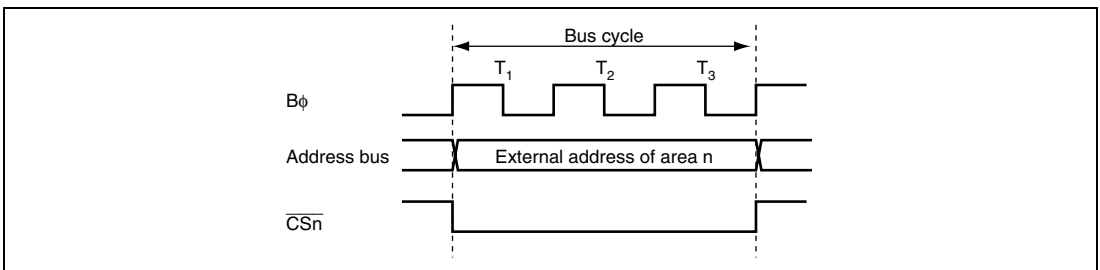 Bus cycle
T1 T2 T3
Bφ
Address bus External address of area n
CSn